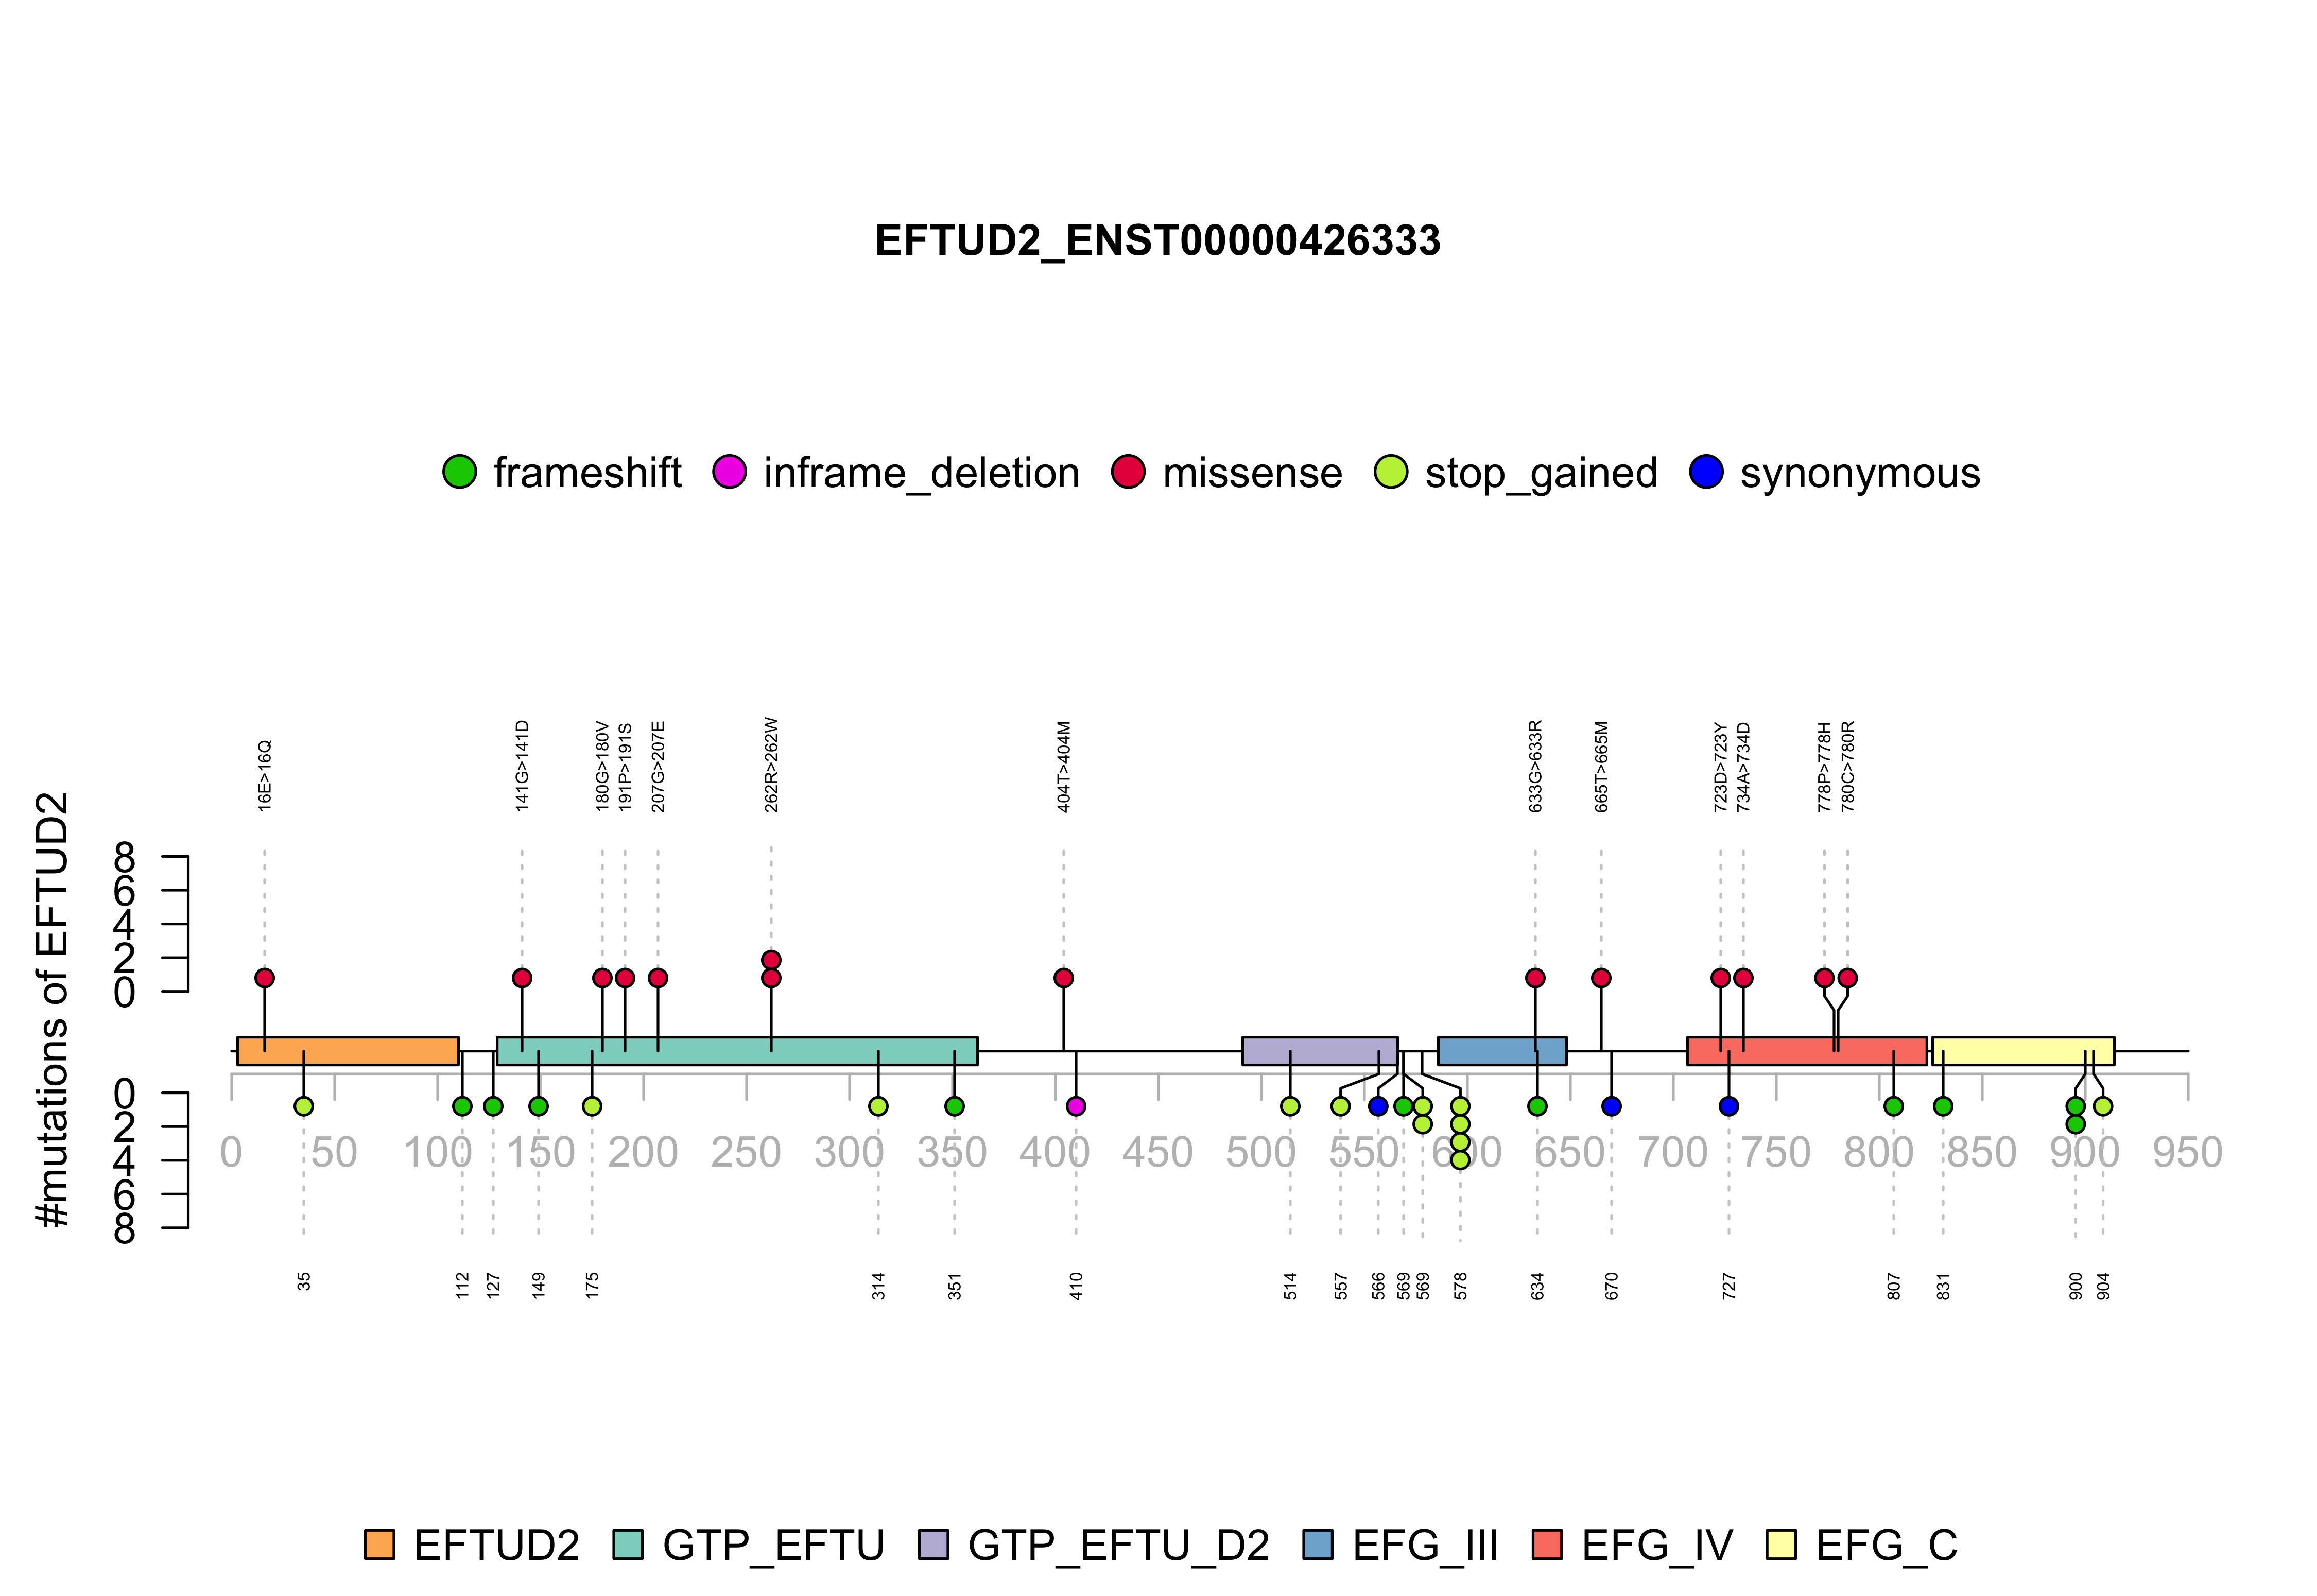 EFTUD2_ENST00000426333
frameshift inframe_deletion missense stop_gained synonymous
16E>16Q 141G>141D 180G>180V 191P>191S 207G>207E 262R>262W 404T>404M 633G>633R 665T>665M 723D>723Y 734A>734D 778P>778H 780C>780R
#mutations of EFTUD2
8
6
4
2
0
0
2
4
6
8
0 50 100 150 200 250 300 350 400 450 500 550 600 650 700 750 800 850 900 950
35 112 127 149 175 314 351 410 514 557 566 569 569 578 634 670 727 807 831 900 904
EFTUD2 GTP_EFTU GTP_EFTU_D2 EFG_III EFG_IV EFG_C